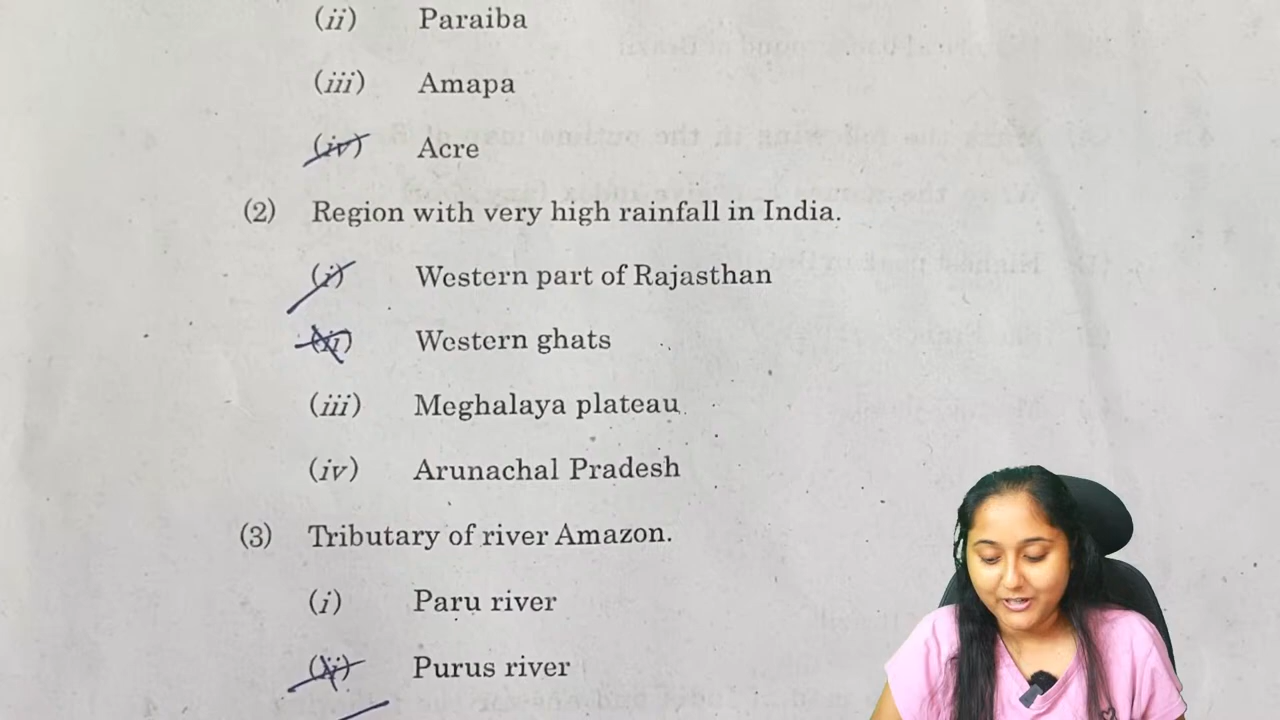 (ii) Paraiba
(iii) Amapa
(iv) Acre
(2) Region with very high rainfall in India.
(i) Western part of Rajasthan
(ii) Western ghats
(iii) Meghalaya plateau
(iv) Arunachal Pradesh
(3) Tributary of river Amazon.
(i) Paru river
(ii) Purus river